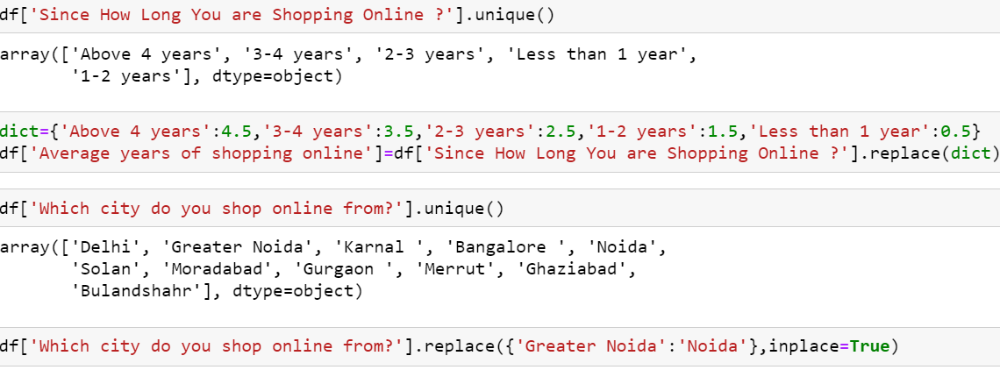 df['Since How Long You are Shopping Online ?'].unique()
array(['Above 4 years', '3-4 years', '2-3 years', 'Less than 1 year',
       '1-2 years'], dtype=object)
dict={'Above 4 years':4.5,'3-4 years':3.5,'2-3 years':2.5,'1-2 years':1.5,'Less than 1 year':0.5}
df['Average years of shopping online']=df['Since How Long You are Shopping Online ?'].replace(dict)
df['Which city do you shop online from?'].unique()
array(['Delhi', 'Greater Noida', 'Karnal ', 'Bangalore ', 'Noida',
       'Solan', 'Moradabad', 'Gurgaon ', 'Merrut', 'Ghaziabad',
       'Bulandshahr'], dtype=object)
df['Which city do you shop online from?'].replace({'Greater Noida':'Noida'},inplace=True)